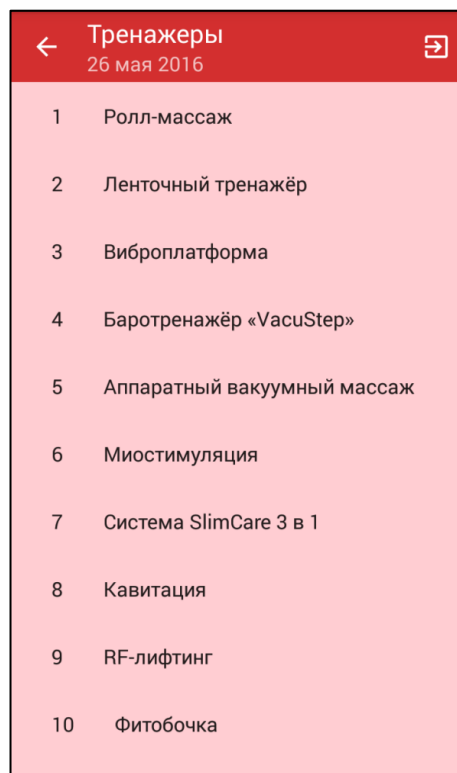 Тренажеры
26 мая 2016
1 Ролл-массаж
2 Ленточный тренажёр
3 Виброплатформа
4 Баротренажёр «VacuStep»
5 Аппаратный вакуумный массаж
6 Миостимуляция
7 Система SlimCare 3 в 1
8 Кавитация
9 RF-лифтинг
10 Фитобочка